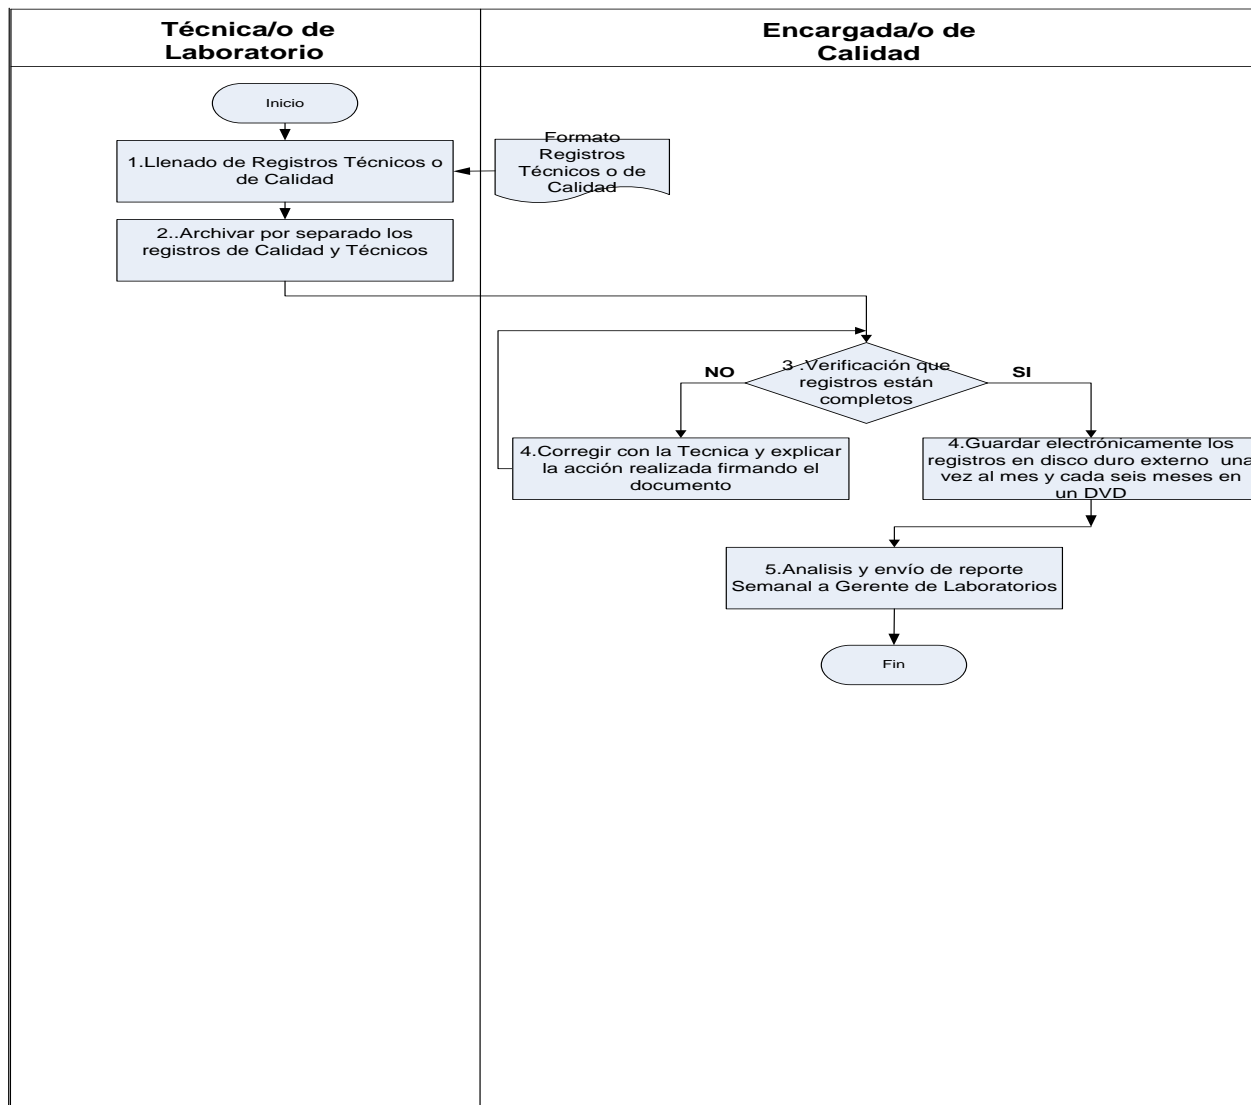 Técnica/o de
Laboratorio
Encargada/o de
Calidad
Inicio
1.Llenado de Registros Técnicos o
de Calidad
Formato
Registros
Técnicos o de
Calidad
2..Archivar por separado los
registros de Calidad y Técnicos
3 .Verificación que
registros están
completos
NO
SI
4.Corregir con la Tecnica y explicar
la acción realizada firmando el
documento
4.Guardar electrónicamente los
registros en disco duro externo una
vez al mes y cada seis meses en
un DVD
5.Analisis y envío de reporte
Semanal a Gerente de Laboratorios
Fin